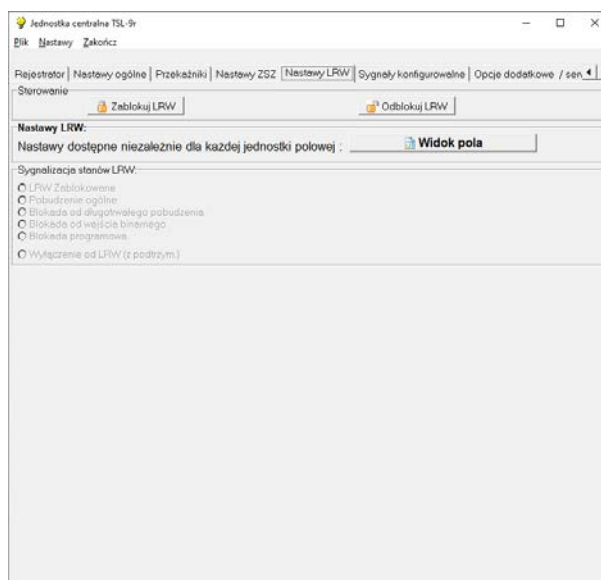 Jednostka centralna TSL-9r
Plik Nastawy Zakończ
Rejestrator Nastawy ogólne Przekaźniki Nastawy ZSZ Nastawy LRW Sygnały konfigurowalne Opcje dodatkowe / sen
Sterowanie
Zablokuj LRW Odblokuj LRW
Nastawy LRW:
Nastawy dostępne niezależnie dla każdej jednostki polowej : Widok pola
Sygnalizacja stanów LRW:
LRW Zablokowane
Pobudzenie ogólne
Blokada od długotrwałego pobudzenia
Blokada od wejścia binarnego
Blokada programowa
Wyłączenie od LRW (z podtrzym.)